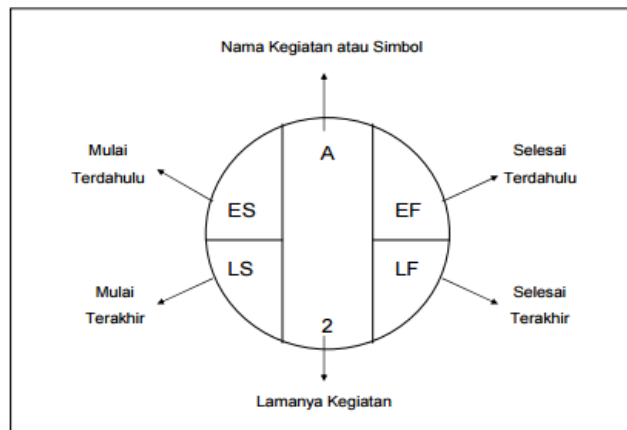 Nama Kegiatan atau Simbol
Mulai
Terdahulu
A
Selesai
Terdahulu
ES
EF
LS
LF
Mulai
Terakhir
2
Selesai
Terakhir
Lamanya Kegiatan